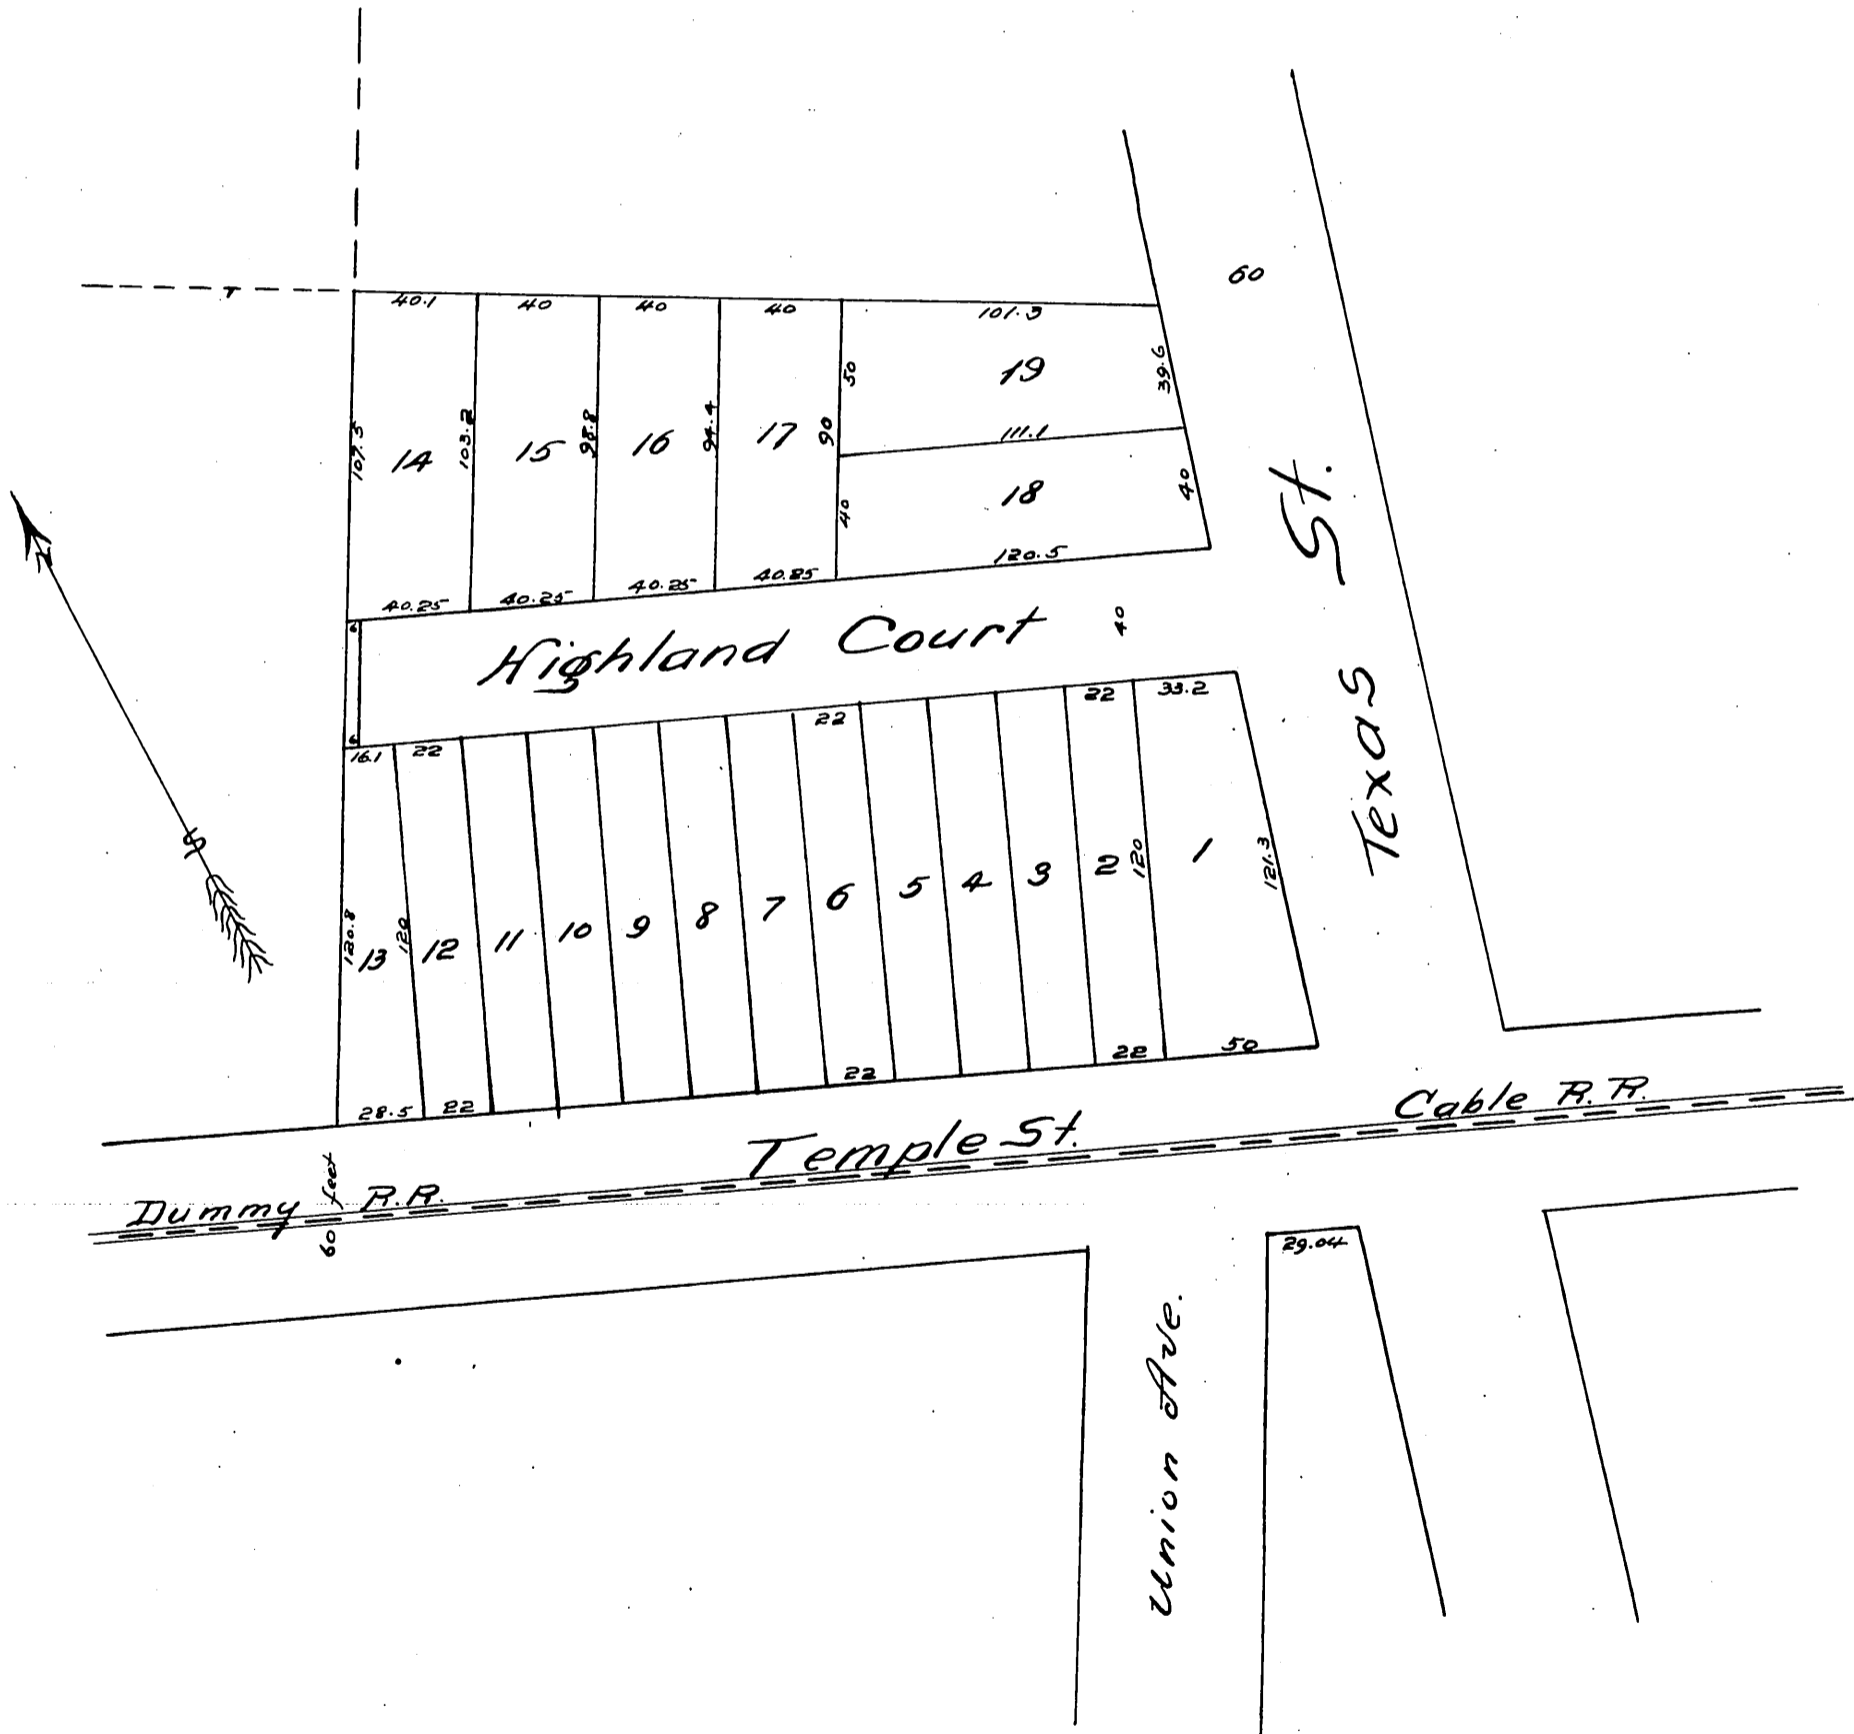 60
40.1 40 40 40 101.3
50 19 39.6
107.5 14 103.2 15 98.8 16 94.4 17 90 111.1
40 18 40
120.5
40.25 40.25 40.25 40.25
N
S
Texas St.
6
Highland Court 40
6
16.1 22 22 22 33.2
120.8 13 120 12 11 10 9 8 7 6 5 4 3 2 120 1 121.3
28.5 22 22 22 50
Temple St.
Cable R.R.
Dummy R.R.
60 feet
29.04
Union Ave.